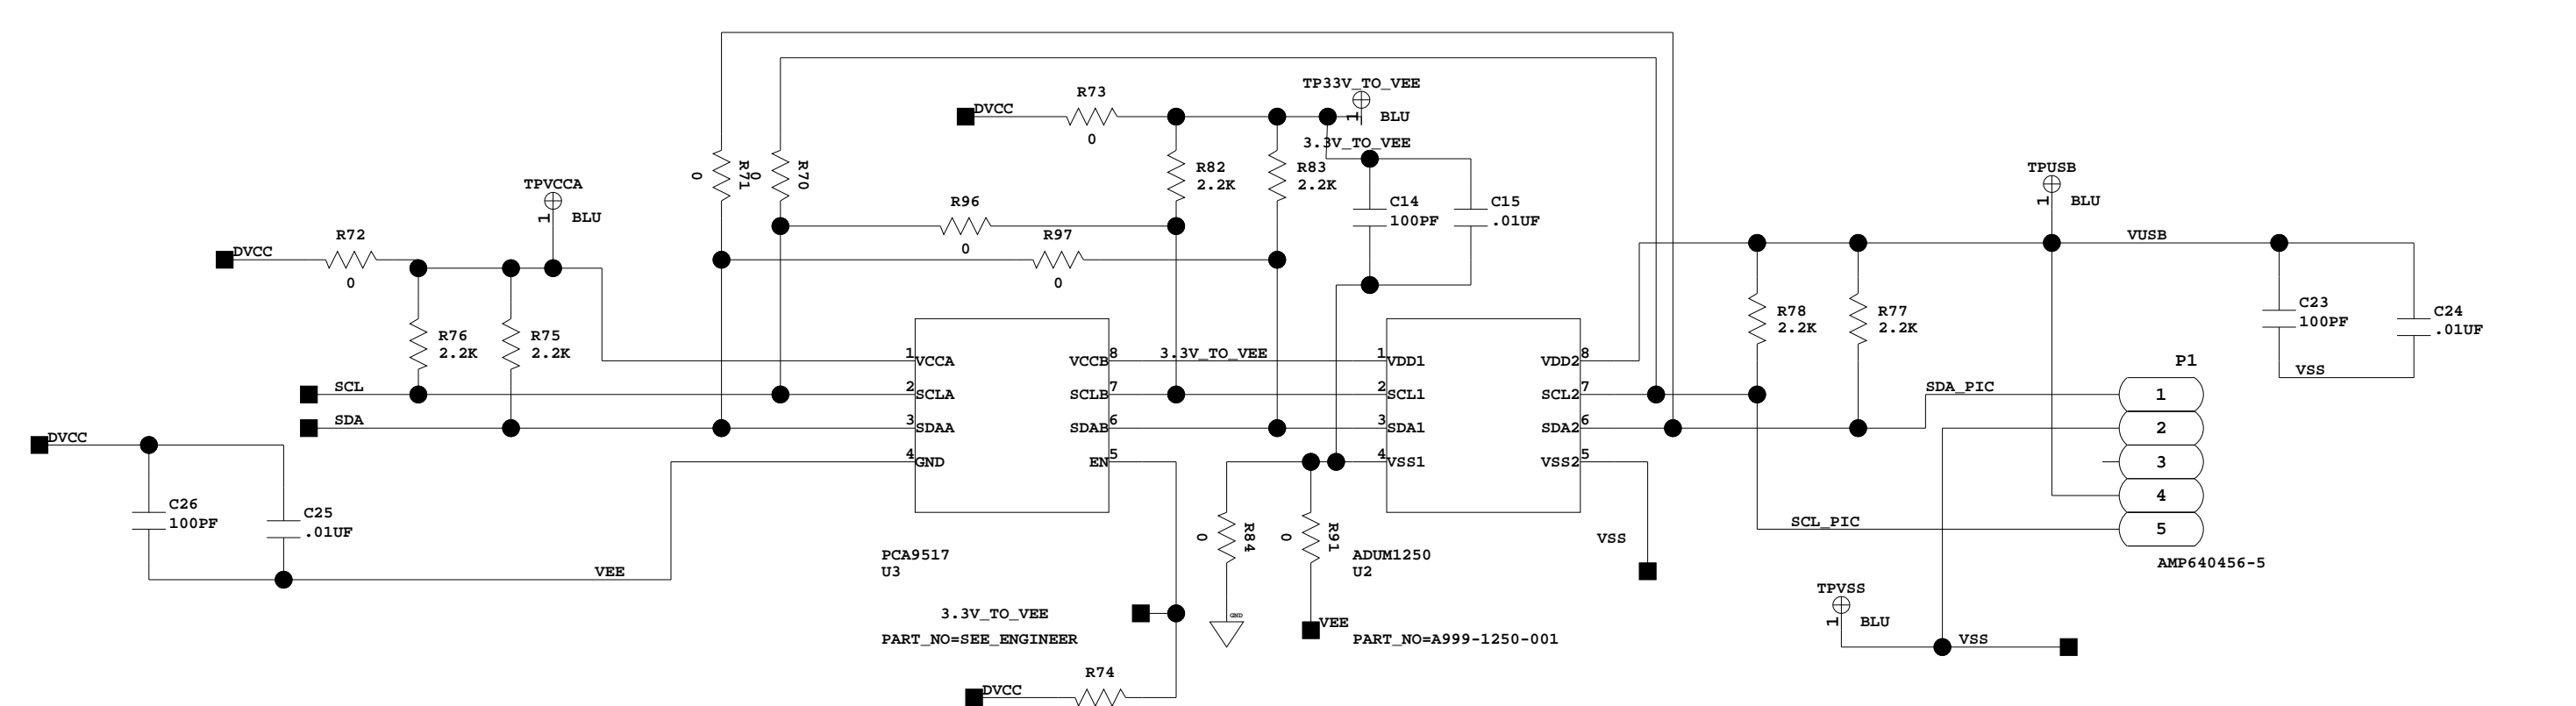 TP33V_TO_VEE
R73
DVCC
1
BLU
0
3.3V_TO_VEE
R71
0
R70
0
R82
2.2K
R83
2.2K
TPVCCA
1
BLU
R96
0
R97
0
C14
100PF
C15
.01UF
TPUSB
1
BLU
VUSB
R72
DVCC
0
R76
2.2K
R75
2.2K
R78
2.2K
R77
2.2K
C23
100PF
C24
.01UF
VSS
1 VCCA VCCB 8
3.3V_TO_VEE
1 VDD1 VDD2 8
SCL
2 SCLA SCLB 7
2 SCL1 SCL2 7
SDA
3 SDAA SDAB 6
3 SDA1 SDA2 6
4 GND EN 5
4 VSS1 VSS2 5
P1
SDA_PIC
1
2
3
4
SCL_PIC
5
AMP640456-5
DVCC
C26
100PF
C25
.01UF
VEE
PCA9517
U3
R84
0
R91
0
ADUM1250
U2
VSS
3.3V_TO_VEE
GND
VEE
PART_NO=SEE_ENGINEER
PART_NO=A999-1250-001
TPVSS
1
BLU
VSS
R74
DVCC